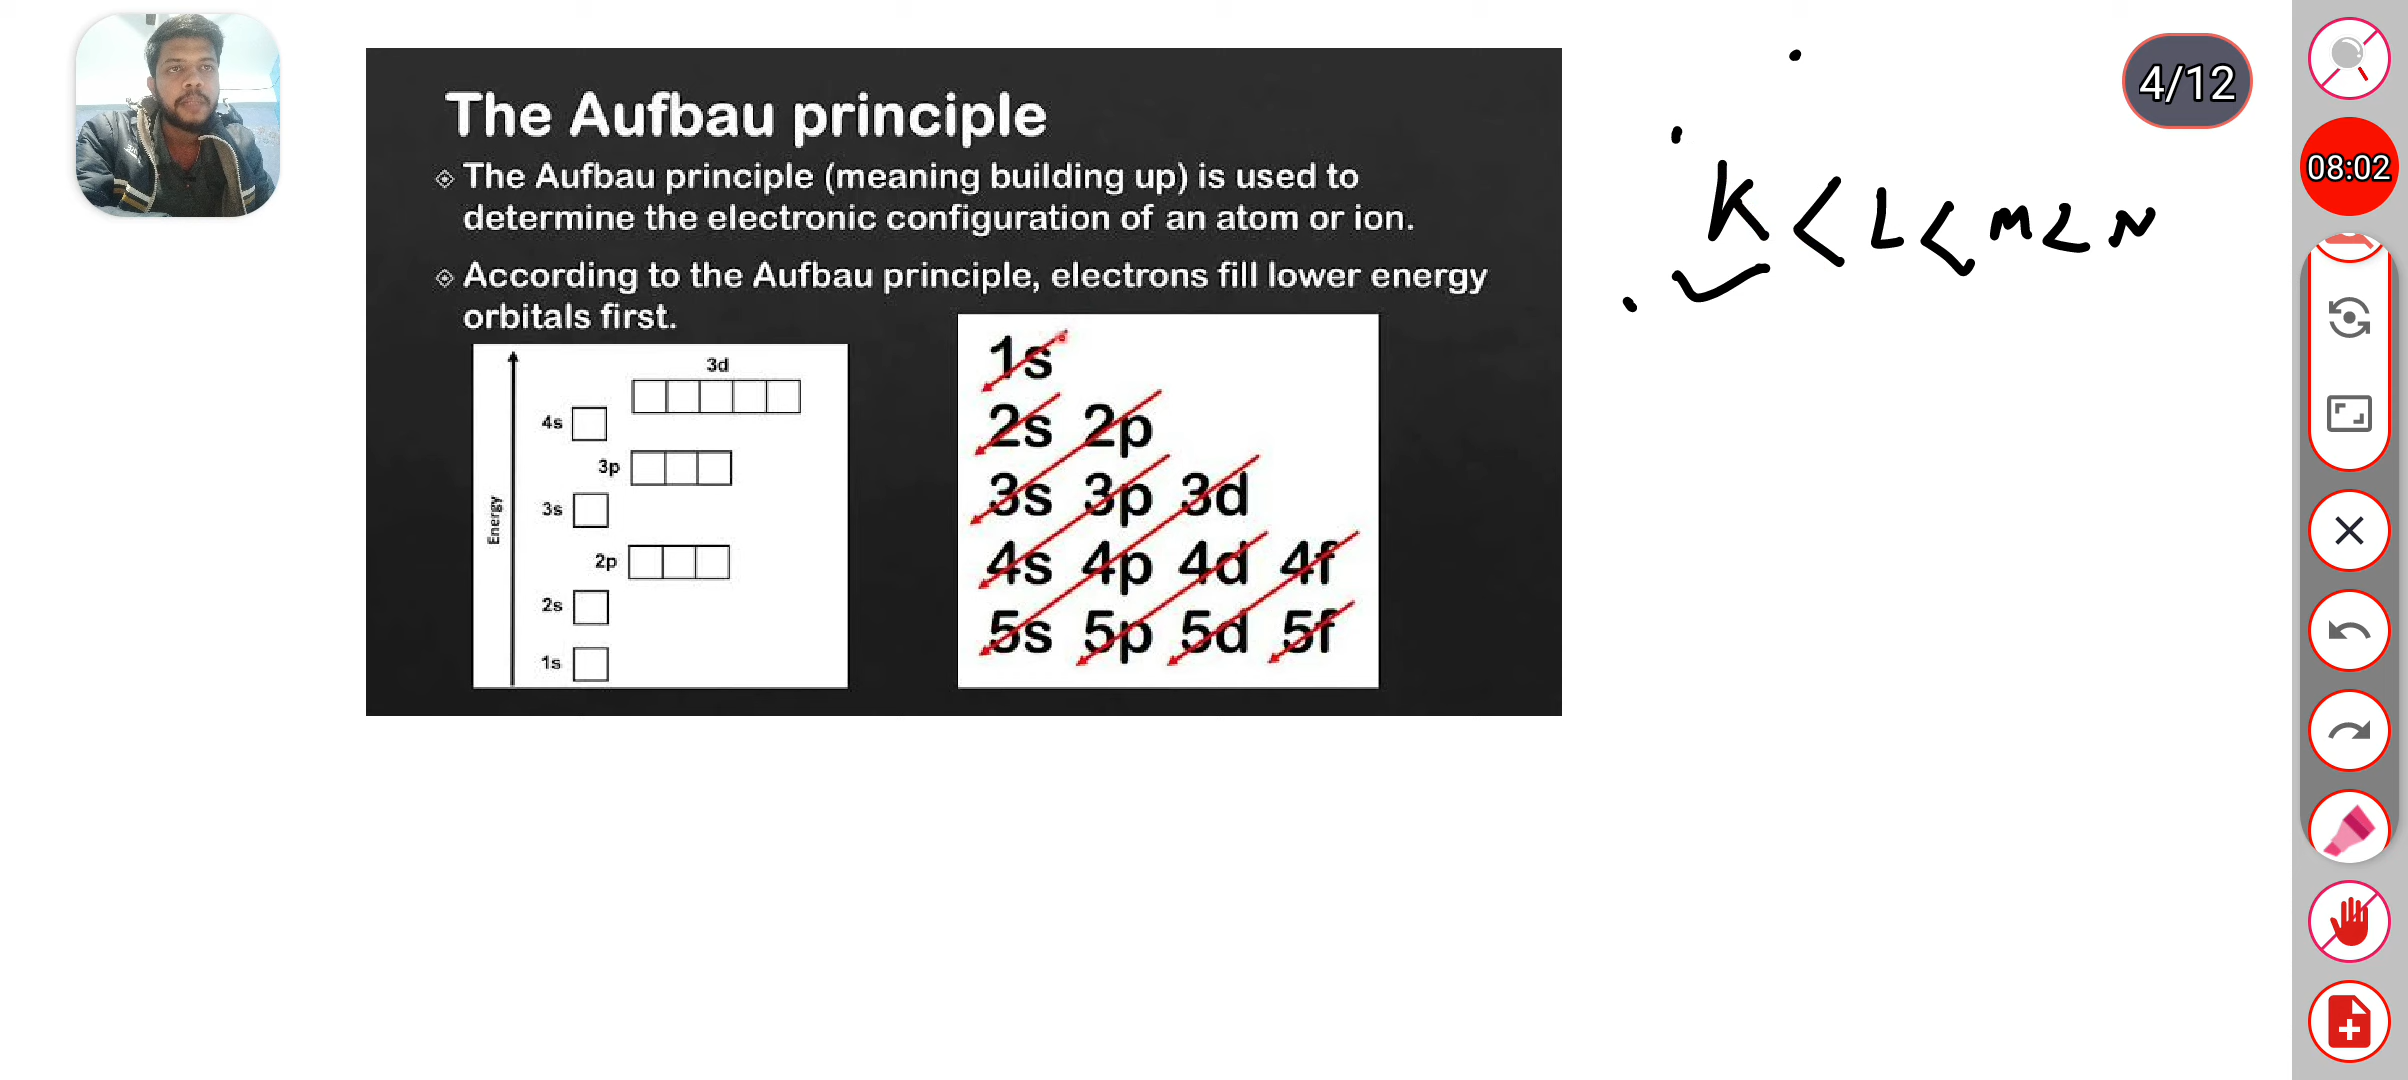 The Aufbau principle
The Aufbau principle (meaning building up) is used to
determine the electronic configuration of an atom or ion.
According to the Aufbau principle, electrons fill lower energy
orbitals first.
Energy
3d
4s
3p
3s
2p
2s
1s
1s
2s 2p
3s 3p 3d
4s 4p 4d 4f
5s 5p 5d 5f
K < L < M < N
4/12
08:02